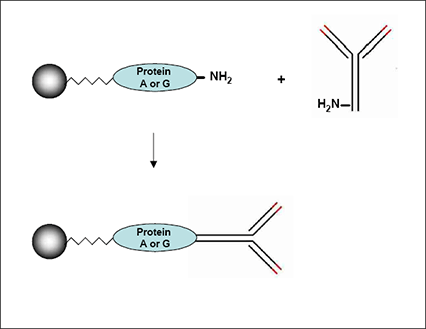 Protein
A or G
NH2
+
H2N
Protein
A or G